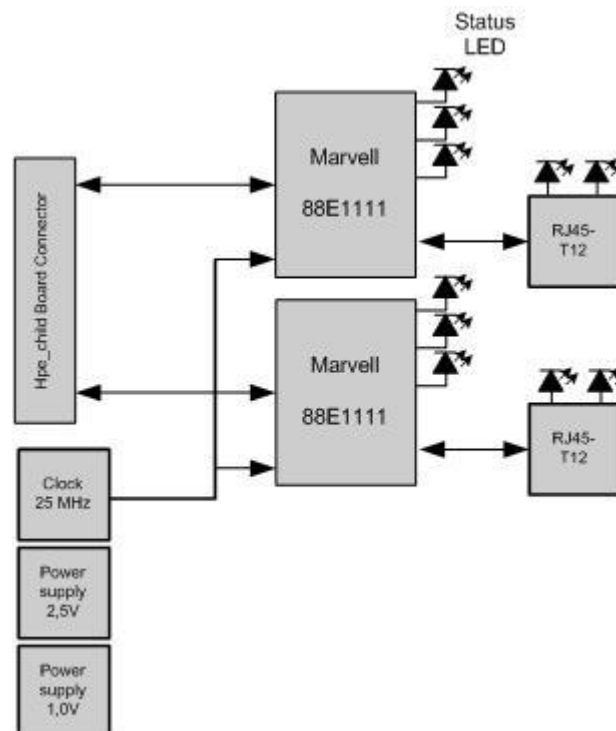 Status
LED
Marvell
88E1111
RJ45-
T12
Hpe_child Board Connector
Marvell
88E1111
RJ45-
T12
Clock
25 MHz
Power
supply
2,5V
Power
supply
1,0V